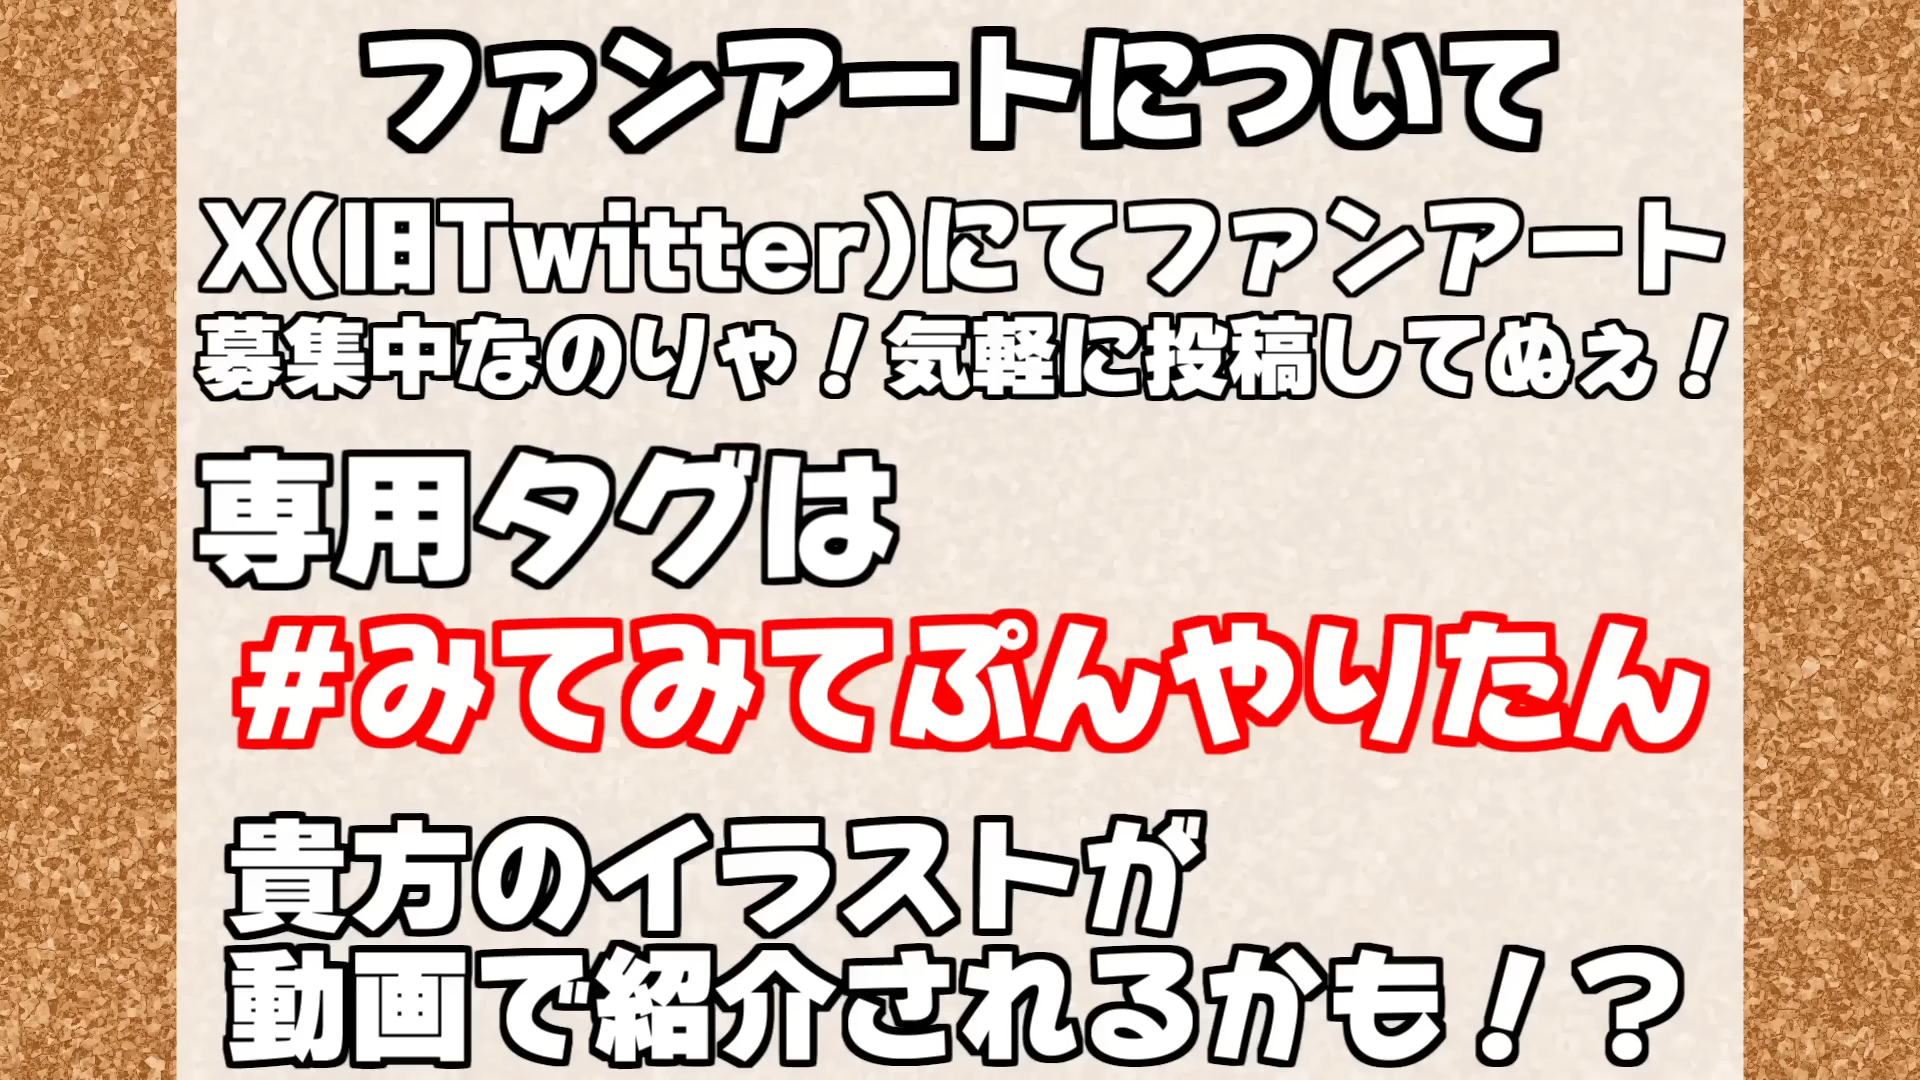 ファンアートについて
X(旧Twitter)にてファンアート
募集中なのりゃ！気軽に投稿してぬぇ！
専用タグは
#みてみてぷんやりたん
貴方のイラストが
動画で紹介されるかも！？